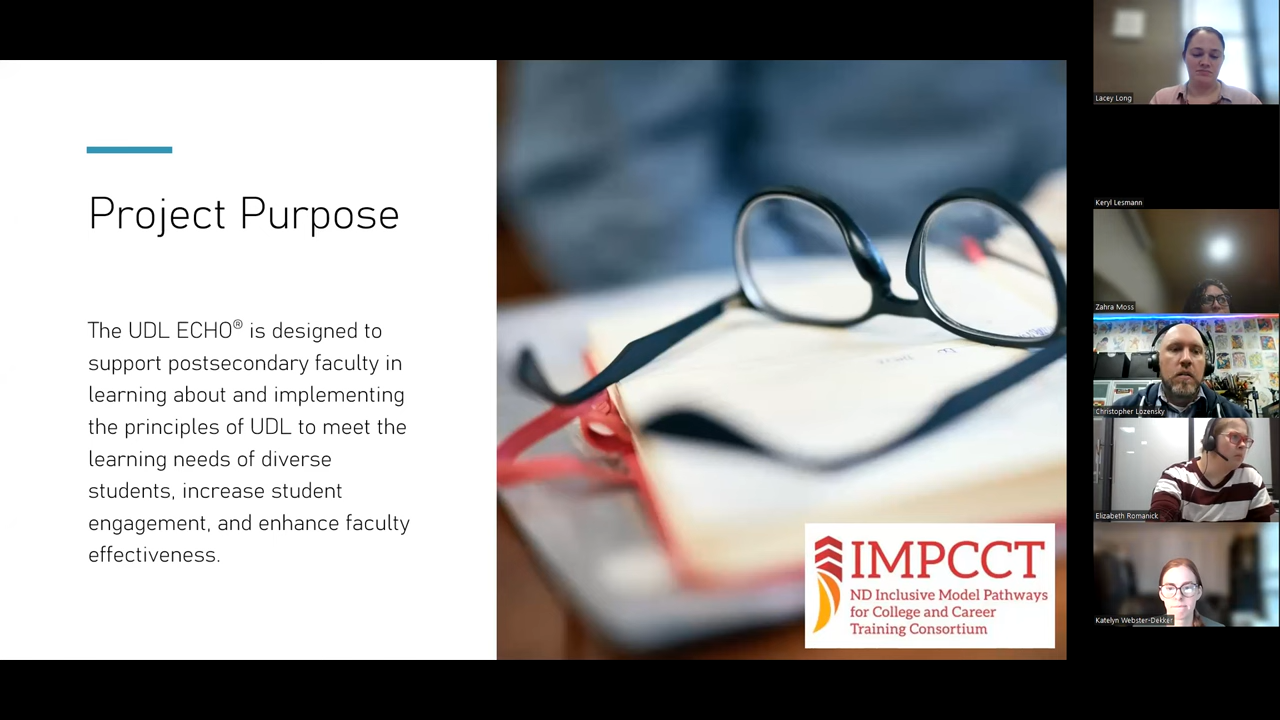 Project Purpose
The UDL ECHO® is designed to
support postsecondary faculty in
learning about and implementing
the principles of UDL to meet the
learning needs of diverse
students, increase student
engagement, and enhance faculty
effectiveness.
IMPCCT
ND Inclusive Model Pathways
for College and Career
Training Consortium
Lacey Long
Keryl Lesmann
Zahra Moss
Christopher Lozensky
Elizabeth Romanick
Katelyn Webster-Dekker